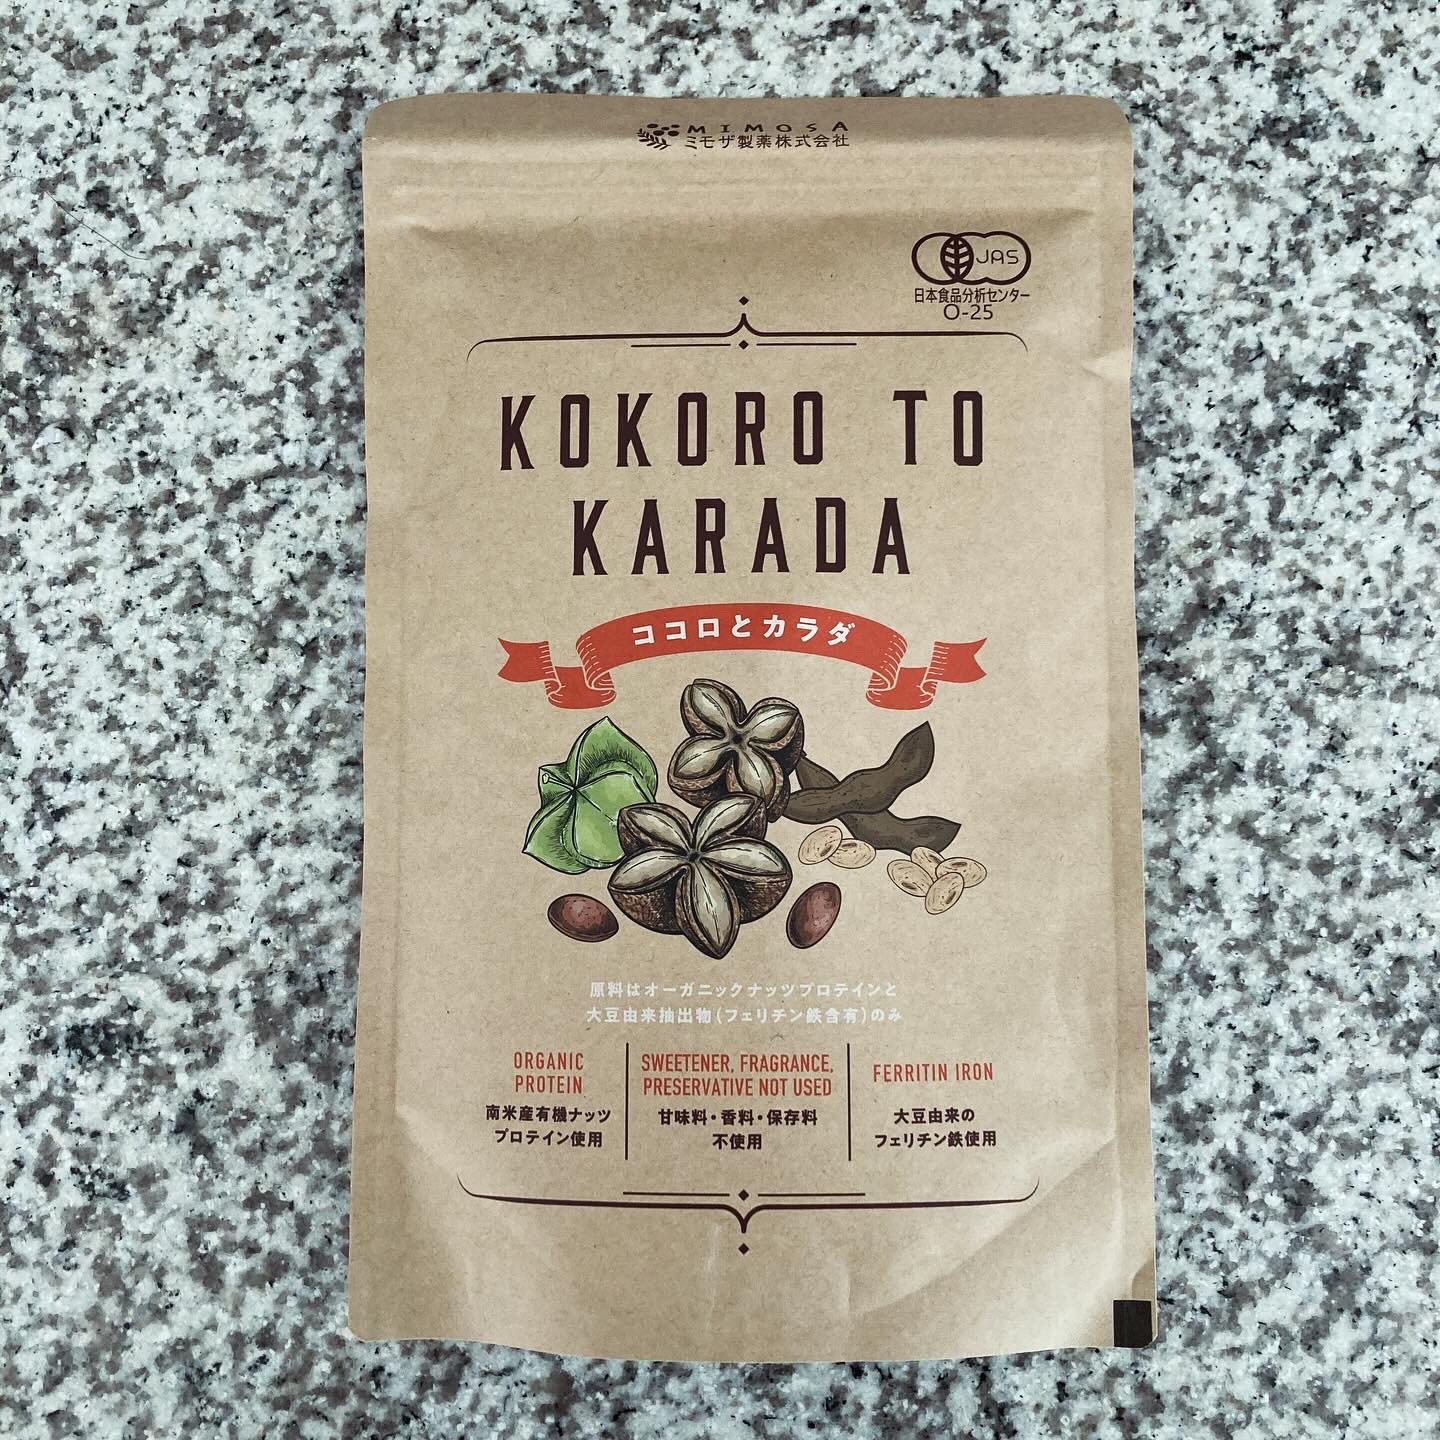 MIMOSA
ミモザ製薬株式会社
JAS
日本食品分析センター
O-25
KOKORO TO
KARADA
ココロとカラダ
原料はオーガニックナッツプロテインと
大豆由来抽出物(フェリチン鉄含有)のみ
ORGANIC
PROTEIN
南米産有機ナッツ
プロテイン使用
SWEETENER, FRAGRANCE,
PRESERVATIVE NOT USED
甘味料・香料・保存料
不使用
FERRITIN IRON
大豆由来の
フェリチン鉄使用